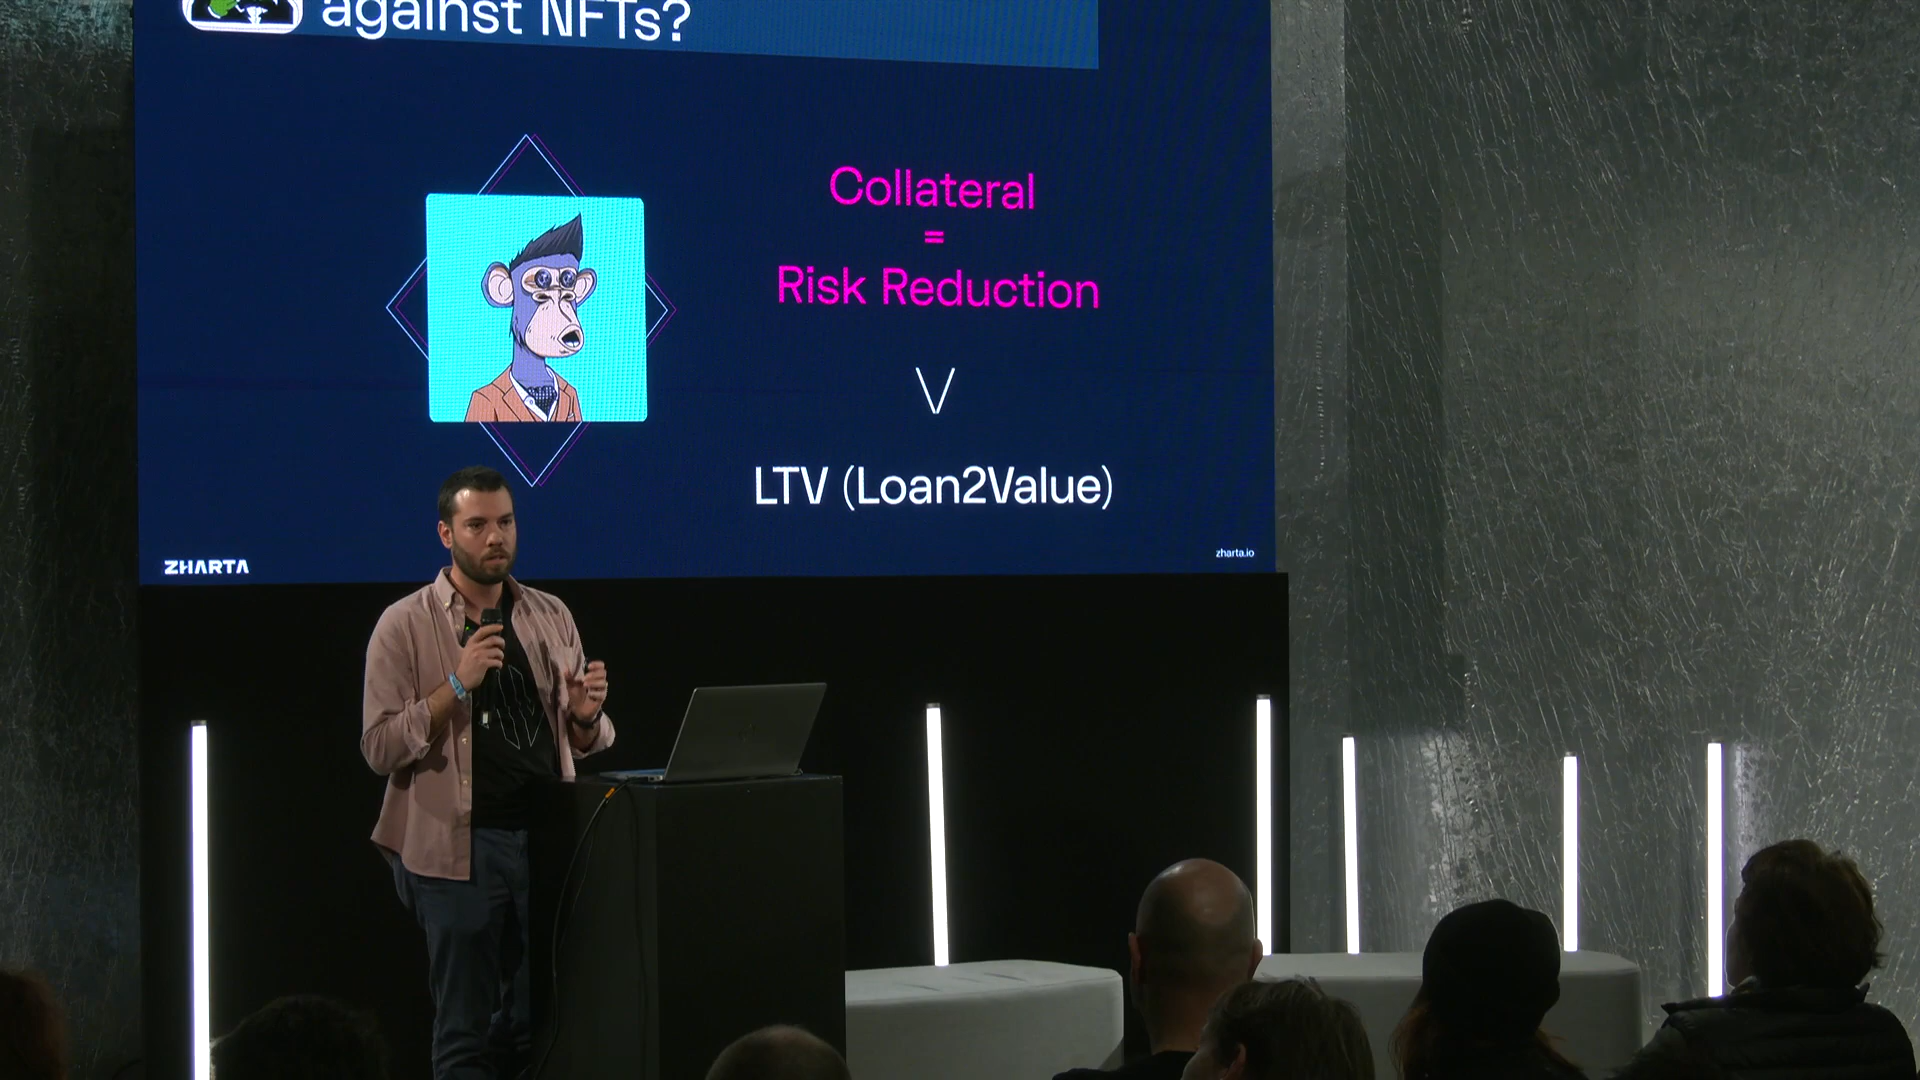 against NFTs?
Collateral
=
Risk Reduction
V
LTV (Loan2Value)
ZHARTA
zharta.io